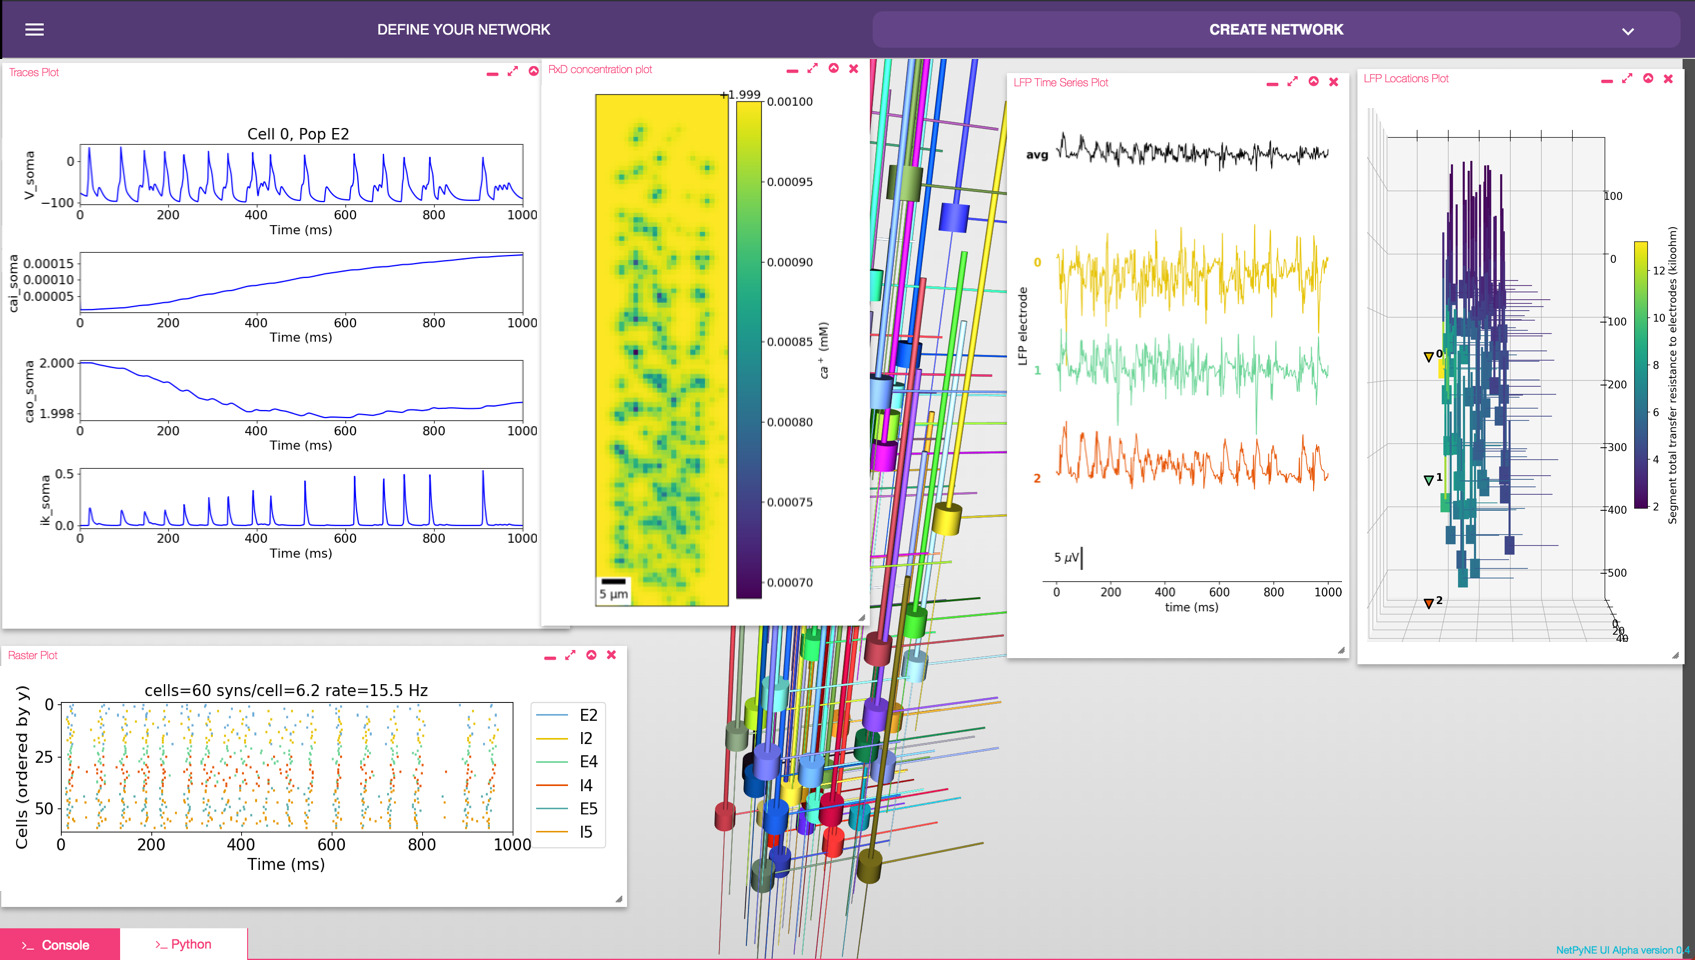 DEFINE YOUR NETWORK
CREATE NETWORK
Traces Plot
Cell 0, Pop E2
V_soma
0
−100
0 200 400 600 800 1000
Time (ms)
cai_soma
0.00015
0.00010
0.00005
0 200 400 600 800 1000
Time (ms)
cao_soma
2.000
1.998
0 200 400 600 800 1000
Time (ms)
ik_soma
0.5
0.0
0 200 400 600 800 1000
Time (ms)
RxD concentration plot
+1.999
0.00100
0.00095
0.00090
0.00085
0.00080
0.00075
0.00070
ca + (mM)
5 μm
LFP Time Series Plot
avg
0
1
2
LFP electrode
5 μV
0 200 400 600 800 1000
time (ms)
LFP Locations Plot
100
0
−100
−200
−300
−400
−500
0
20
40
0
1
2
12
10
8
6
4
2
Segment total transfer resistance to electrodes (kiloohm)
Raster Plot
cells=60 syns/cell=6.2 rate=15.5 Hz
Cells (ordered by y)
0
25
50
0 200 400 600 800 1000
Time (ms)
E2
I2
E4
I4
E5
I5
>_ Console
>_ Python
NetPyNE UI Alpha version 0.4